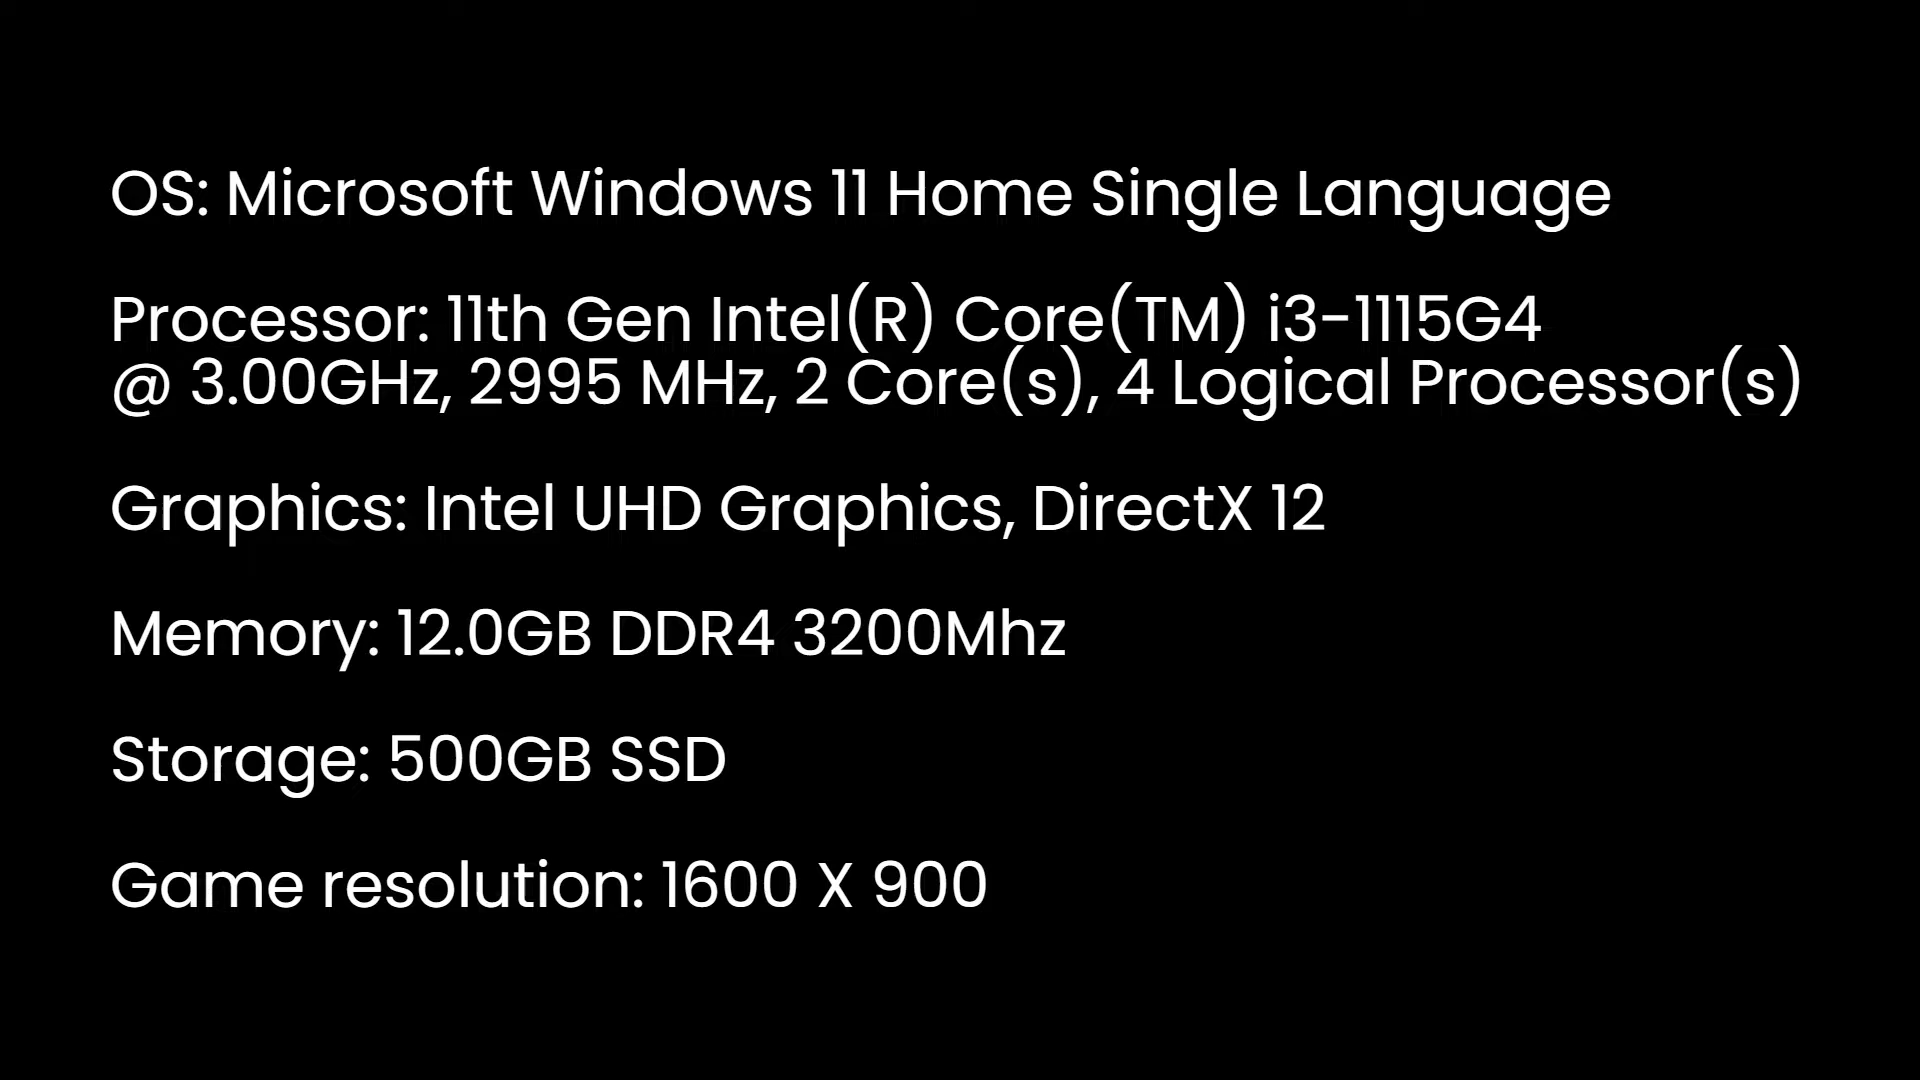 OS: Microsoft Windows 11 Home Single Language
Processor: 11th Gen Intel(R) Core(TM) i3-1115G4
@ 3.00GHz, 2995 MHz, 2 Core(s), 4 Logical Processor(s)
Graphics: Intel UHD Graphics, DirectX 12
Memory: 12.0GB DDR4 3200Mhz
Storage: 500GB SSD
Game resolution: 1600 X 900